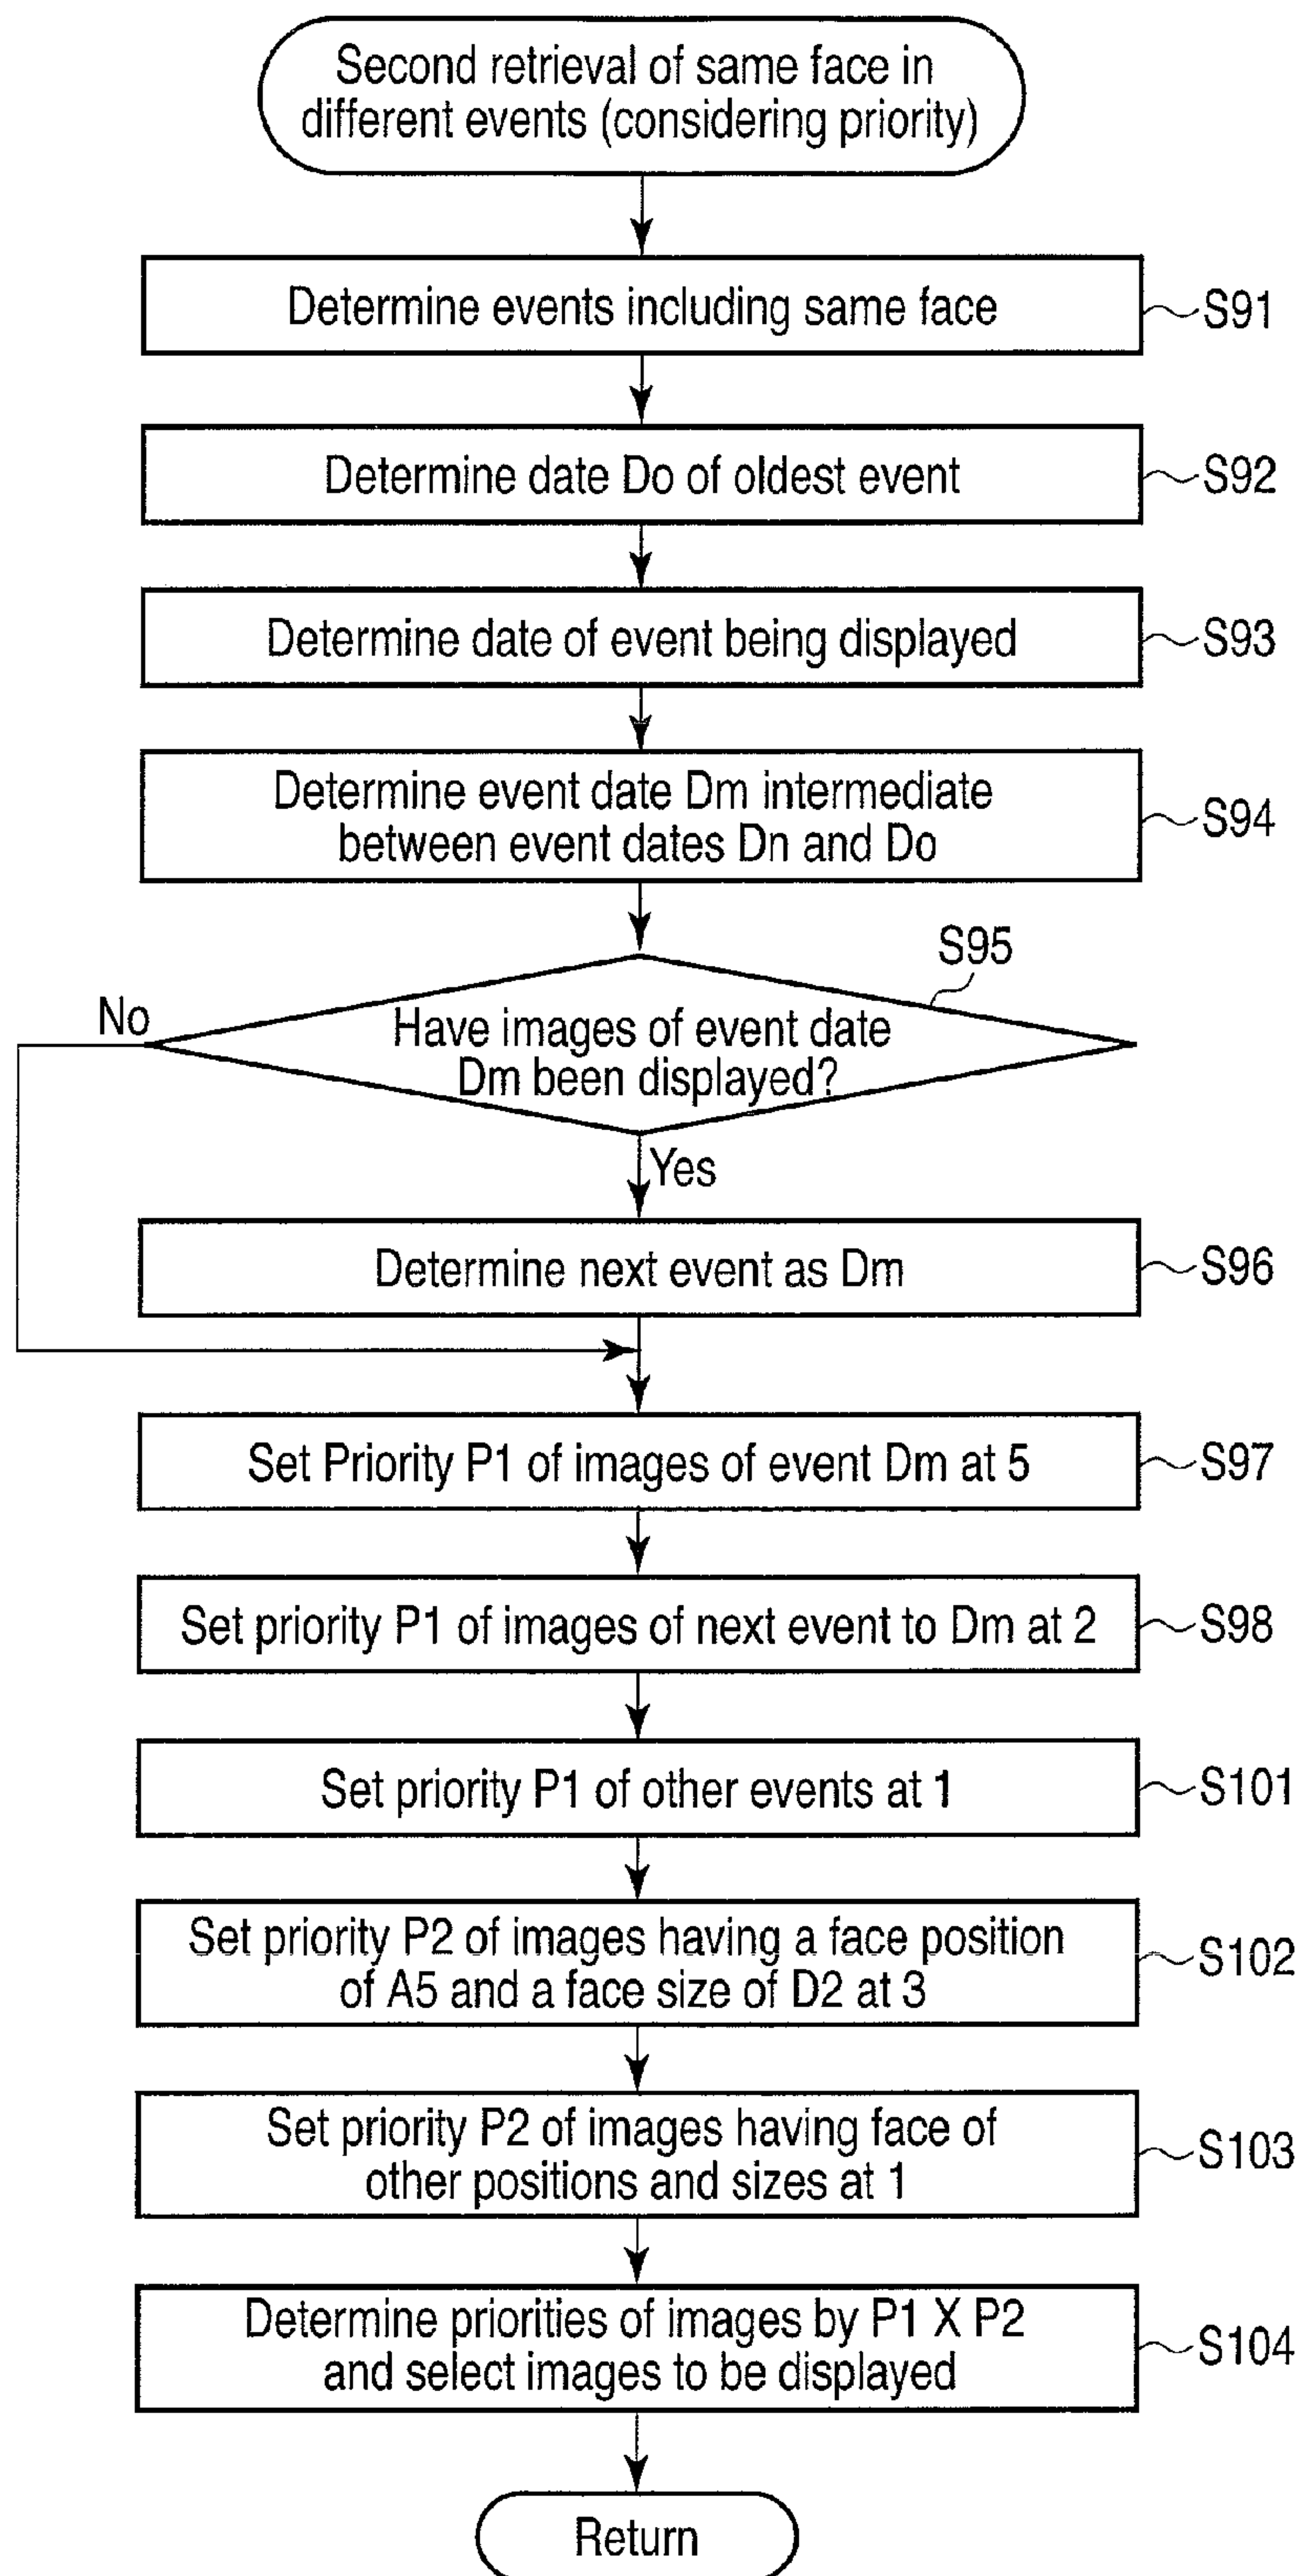 Second retrieval of same face in
different events (considering priority)
Determine events including same face
S91
Determine date Do of oldest event
S92
Determine date of event being displayed
S93
Determine event date Dm intermediate
between event dates Dn and Do
S94
S95
No
Have images of event date
Dm been displayed?
Yes
Determine next event as Dm
S96
Set Priority P1 of images of event Dm at 5
S97
Set priority P1 of images of next event to Dm at 2
S98
Set priority P1 of other events at 1
S101
Set priority P2 of images having a face position
of A5 and a face size of D2 at 3
S102
Set priority P2 of images having face of
other positions and sizes at 1
S103
Determine priorities of images by P1 X P2
and select images to be displayed
S104
Return